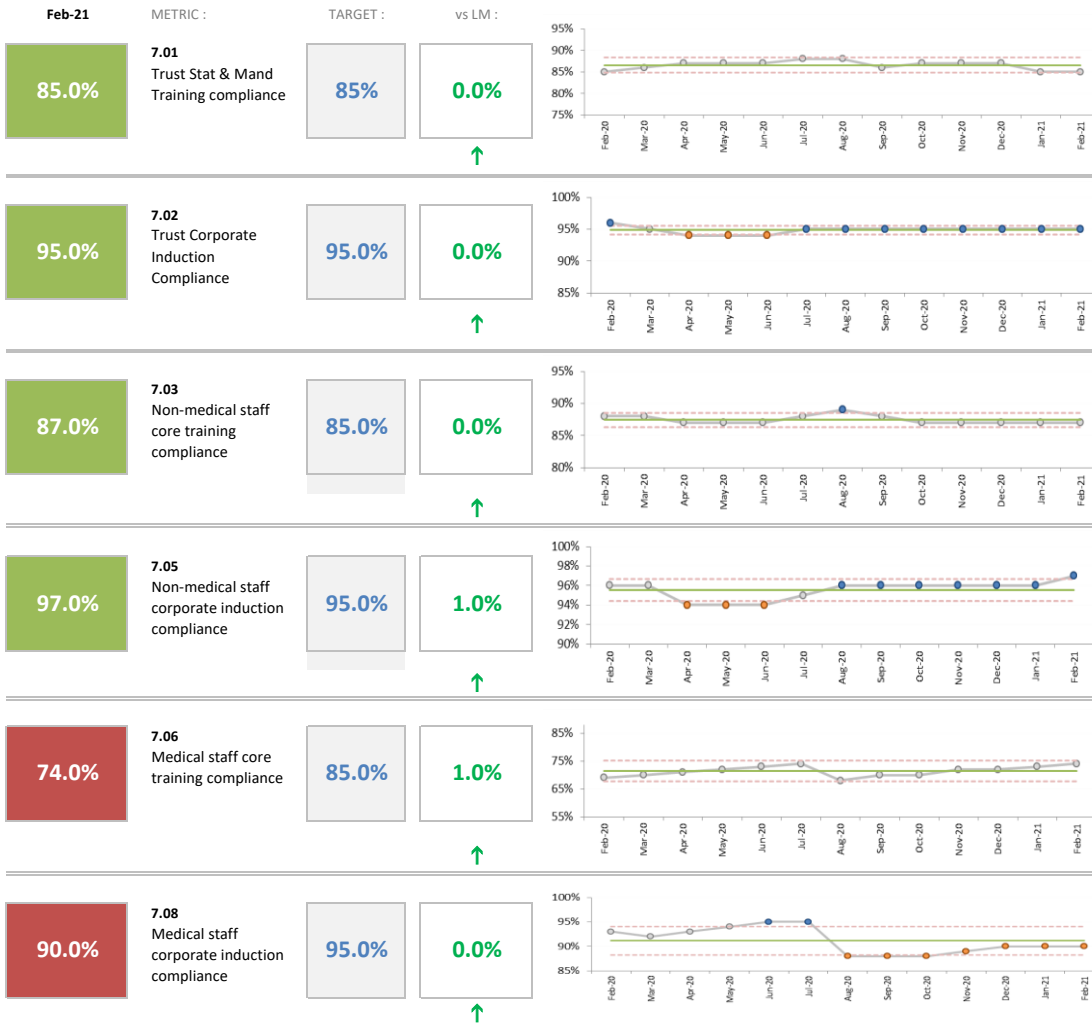 Feb-21 METRIC : TARGET : vs LM :
85.0%
7.01
Trust Stat & Mand
Training compliance
85%
0.0%
↑
95%
90%
85%
80%
75%
Feb-20 Mar-20 Apr-20 May-20 Jun-20 Jul-20 Aug-20 Sep-20 Oct-20 Nov-20 Dec-20 Jan-21 Feb-21
95.0%
7.02
Trust Corporate
Induction
Compliance
95.0%
0.0%
↑
100%
95%
90%
85%
Feb-20 Mar-20 Apr-20 May-20 Jun-20 Jul-20 Aug-20 Sep-20 Oct-20 Nov-20 Dec-20 Jan-21 Feb-21
87.0%
7.03
Non-medical staff
core training
compliance
85.0%
0.0%
↑
95%
90%
85%
80%
Feb-20 Mar-20 Apr-20 May-20 Jun-20 Jul-20 Aug-20 Sep-20 Oct-20 Nov-20 Dec-20 Jan-21 Feb-21
97.0%
7.05
Non-medical staff
corporate induction
compliance
95.0%
1.0%
↑
100%
98%
96%
94%
92%
90%
Feb-20 Mar-20 Apr-20 May-20 Jun-20 Jul-20 Aug-20 Sep-20 Oct-20 Nov-20 Dec-20 Jan-21 Feb-21
74.0%
7.06
Medical staff core
training compliance
85.0%
1.0%
↑
85%
75%
65%
55%
Feb-20 Mar-20 Apr-20 May-20 Jun-20 Jul-20 Aug-20 Sep-20 Oct-20 Nov-20 Dec-20 Jan-21 Feb-21
90.0%
7.08
Medical staff
corporate induction
compliance
95.0%
0.0%
↑
100%
95%
90%
85%
Feb-20 Mar-20 Apr-20 May-20 Jun-20 Jul-20 Aug-20 Sep-20 Oct-20 Nov-20 Dec-20 Jan-21 Feb-21